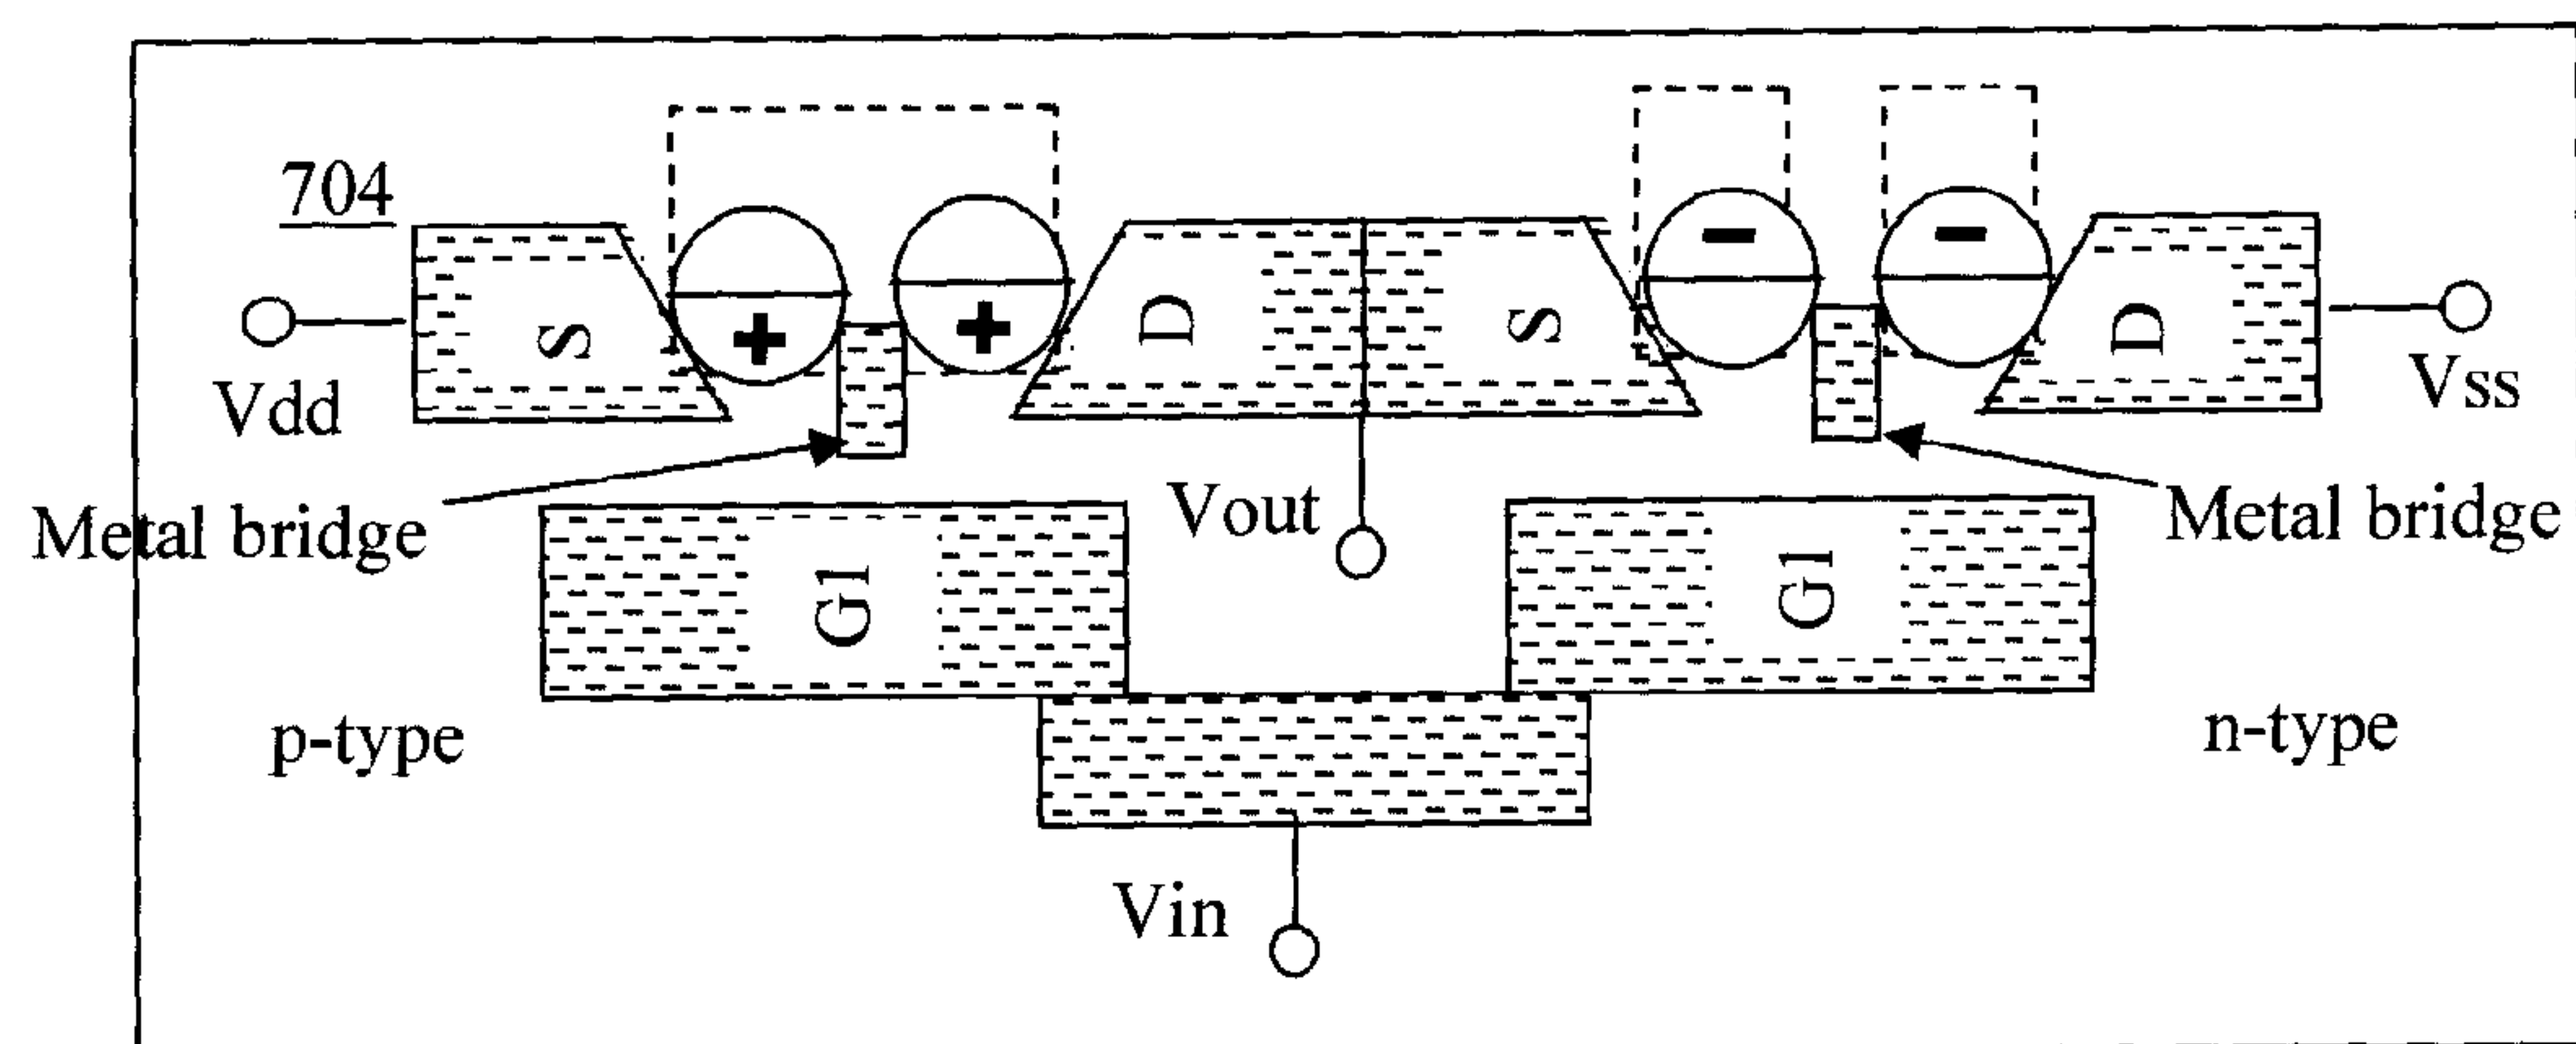 704
S
+
+
D
S
-
-
D
Vdd
Vss
Metal bridge
Vout
Metal bridge
G1
G1
p-type
n-type
Vin